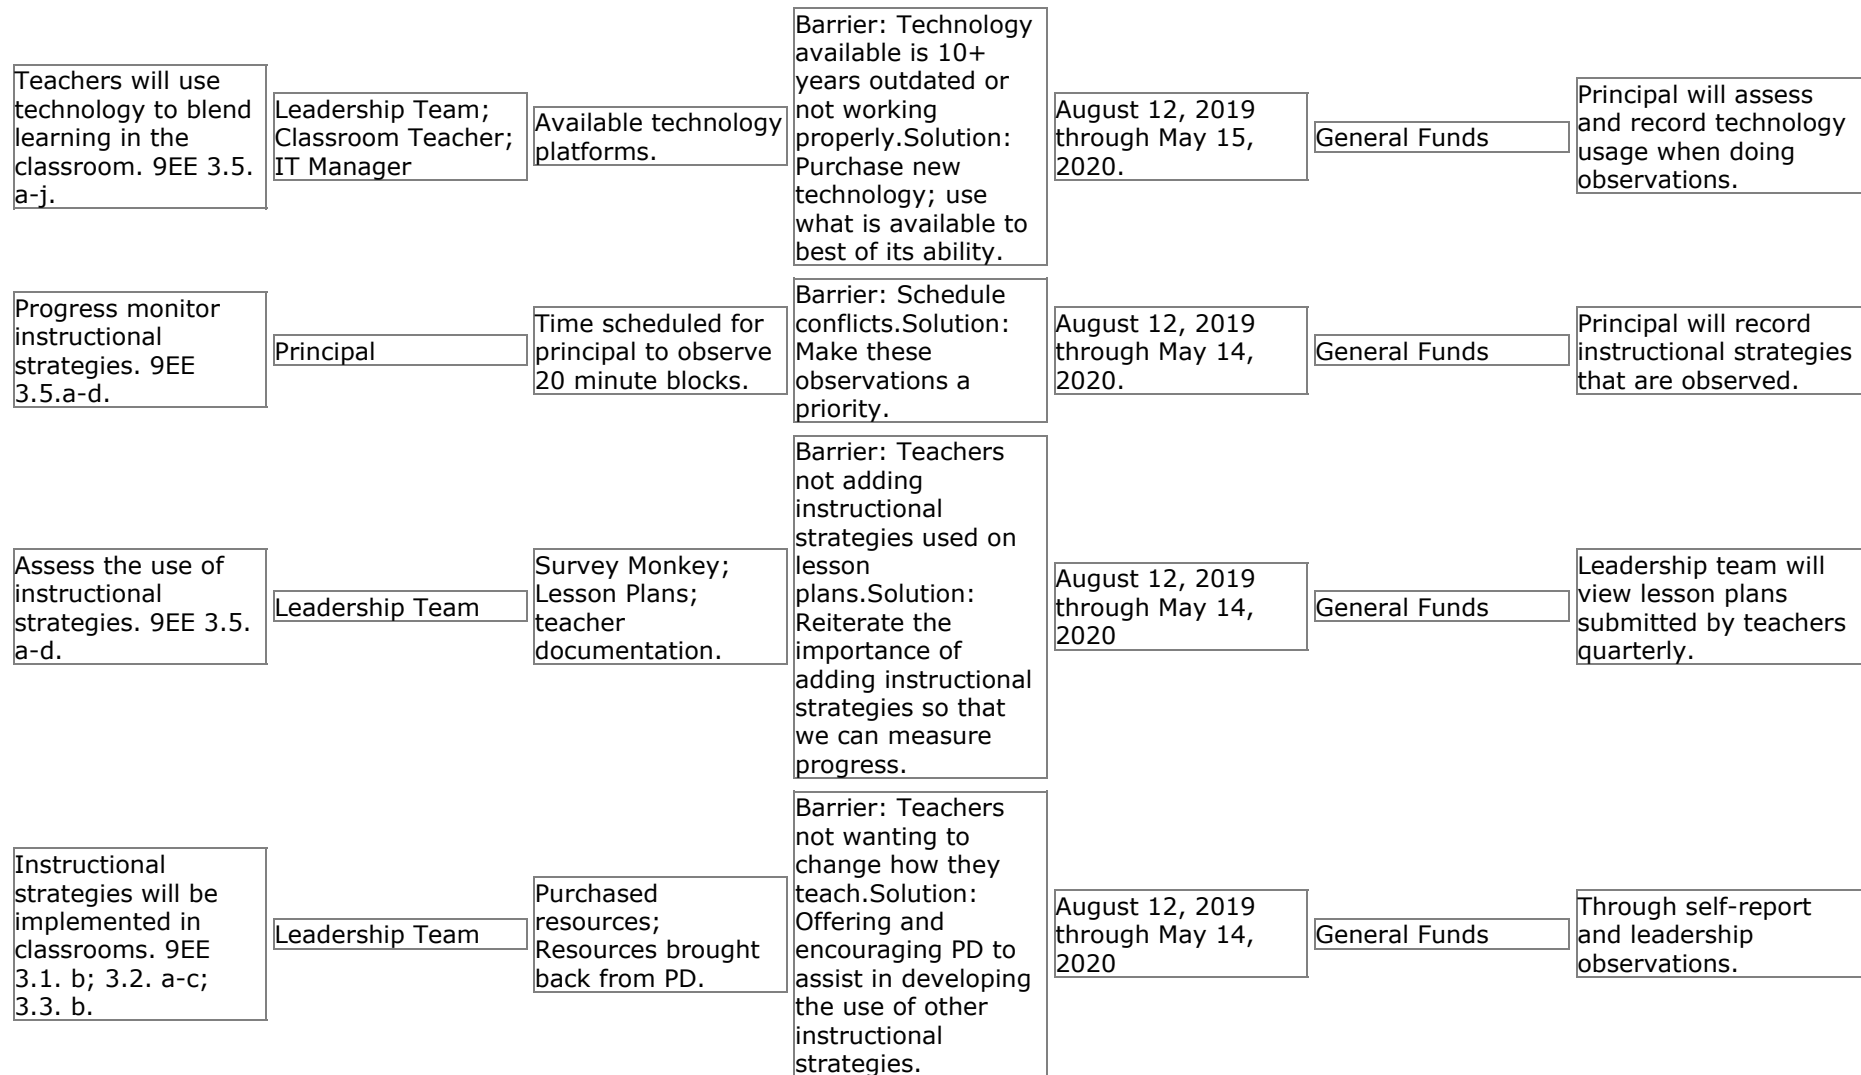 Teachers will use
technology to blend
learning in the
classroom. 9EE 3.5.
a-j.
Leadership Team;
Classroom Teacher;
IT Manager
Available technology
platforms.
Barrier: Technology
available is 10+
years outdated or
not working
properly.Solution:
Purchase new
technology; use
what is available to
best of its ability.
August 12, 2019
through May 15,
2020.
General Funds
Principal will assess
and record technology
usage when doing
observations.
Progress monitor
instructional
strategies. 9EE
3.5.a-d.
Principal
Time scheduled for
principal to observe
20 minute blocks.
Barrier: Schedule
conflicts.Solution:
Make these
observations a
priority.
August 12, 2019
through May 14,
2020.
General Funds
Principal will record
instructional strategies
that are observed.
Assess the use of
instructional
strategies. 9EE 3.5.
a-d.
Leadership Team
Survey Monkey;
Lesson Plans;
teacher
documentation.
Barrier: Teachers
not adding
instructional
strategies used on
lesson
plans.Solution:
Reiterate the
importance of
adding instructional
strategies so that
we can measure
progress.
August 12, 2019
through May 14,
2020
General Funds
Leadership team will
view lesson plans
submitted by teachers
quarterly.
Instructional
strategies will be
implemented in
classrooms. 9EE
3.1. b; 3.2. a-c;
3.3. b.
Leadership Team
Purchased
resources;
Resources brought
back from PD.
Barrier: Teachers
not wanting to
change how they
teach.Solution:
Offering and
encouraging PD to
assist in developing
the use of other
instructional
strategies.
August 12, 2019
through May 14,
2020
General Funds
Through self-report
and leadership
observations.